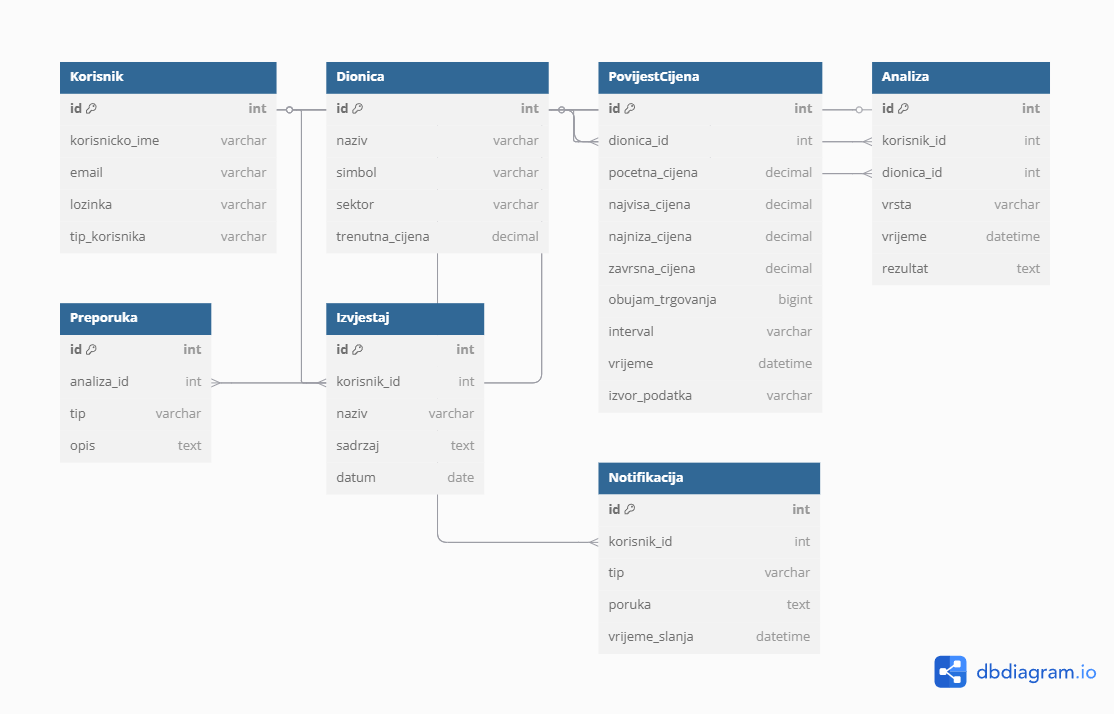 Korisnik
id int
korisnicko_ime varchar
email varchar
lozinka varchar
tip_korisnika varchar
Dionica
id int
naziv varchar
simbol varchar
sektor varchar
trenutna_cijena decimal
PovijestCijena
id int
dionica_id int
pocetna_cijena decimal
najvisa_cijena decimal
najniza_cijena decimal
zavrsna_cijena decimal
obujam_trgovanja bigint
interval varchar
vrijeme datetime
izvor_podatka varchar
Analiza
id int
korisnik_id int
dionica_id int
vrsta varchar
vrijeme datetime
rezultat text
Preporuka
id int
analiza_id int
tip varchar
opis text
Izvjestaj
id int
korisnik_id int
naziv varchar
sadrzaj text
datum date
Notifikacija
id int
korisnik_id int
tip varchar
poruka text
vrijeme_slanja datetime
dbdiagram.io